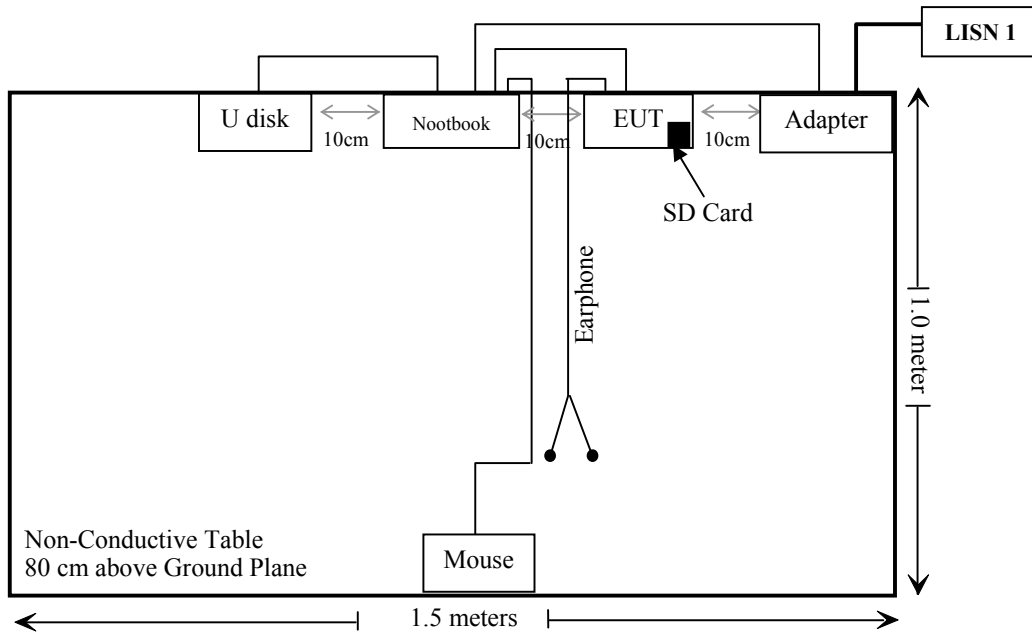 LISN 1
U disk
Nootbook
EUT
Adapter
10cm
10cm
10cm
SD Card
Earphone
1.0 meter
Non-Conductive Table
80 cm above Ground Plane
Mouse
1.5 meters